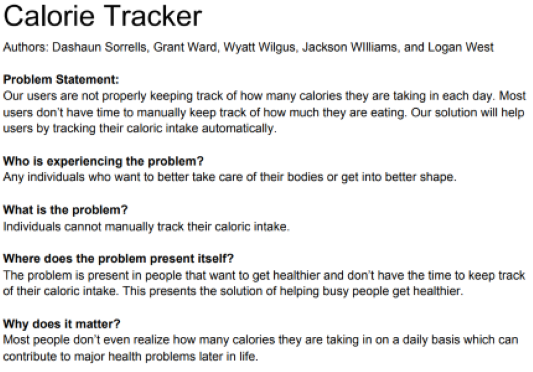 Calorie Tracker
Authors: Dashaun Sorrells, Grant Ward, Wyatt Wilgus, Jackson WIlliams, and Logan West
Problem Statement:
Our users are not properly keeping track of how many calories they are taking in each day. Most
users don't have time to manually keep track of how much they are eating. Our solution will help
users by tracking their caloric intake automatically.
Who is experiencing the problem?
Any individuals who want to better take care of their bodies or get into better shape.
What is the problem?
Individuals cannot manually track their caloric intake.
Where does the problem present itself?
The problem is present in people that want to get healthier and don't have the time to keep track
of their caloric intake. This presents the solution of helping busy people get healthier.
Why does it matter?
Most people don't even realize how many calories they are taking in on a daily basis which can
contribute to major health problems later in life.